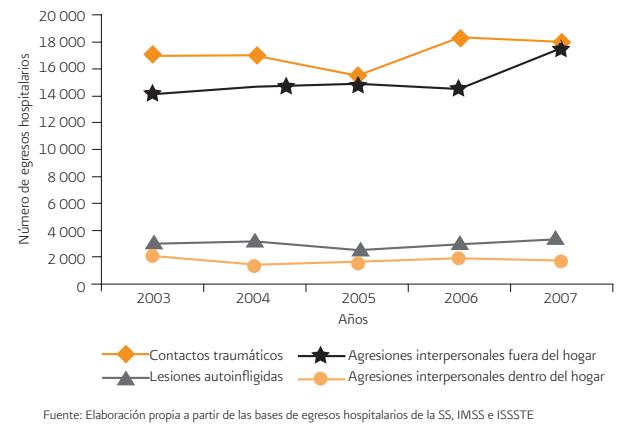 Número de egresos hospitalarios
20 000
18 000
16 000
14 000
12 000
10 000
8 000
6 000
4 000
2 000
0
2003 2004 2005 2006 2007
Años
Contactos traumáticos
Agresiones interpersonales fuera del hogar
Lesiones autoinfligidas
Agresiones interpersonales dentro del hogar
Fuente: Elaboración propia a partir de las bases de egresos hospitalarios de la SS, IMSS e ISSSTE